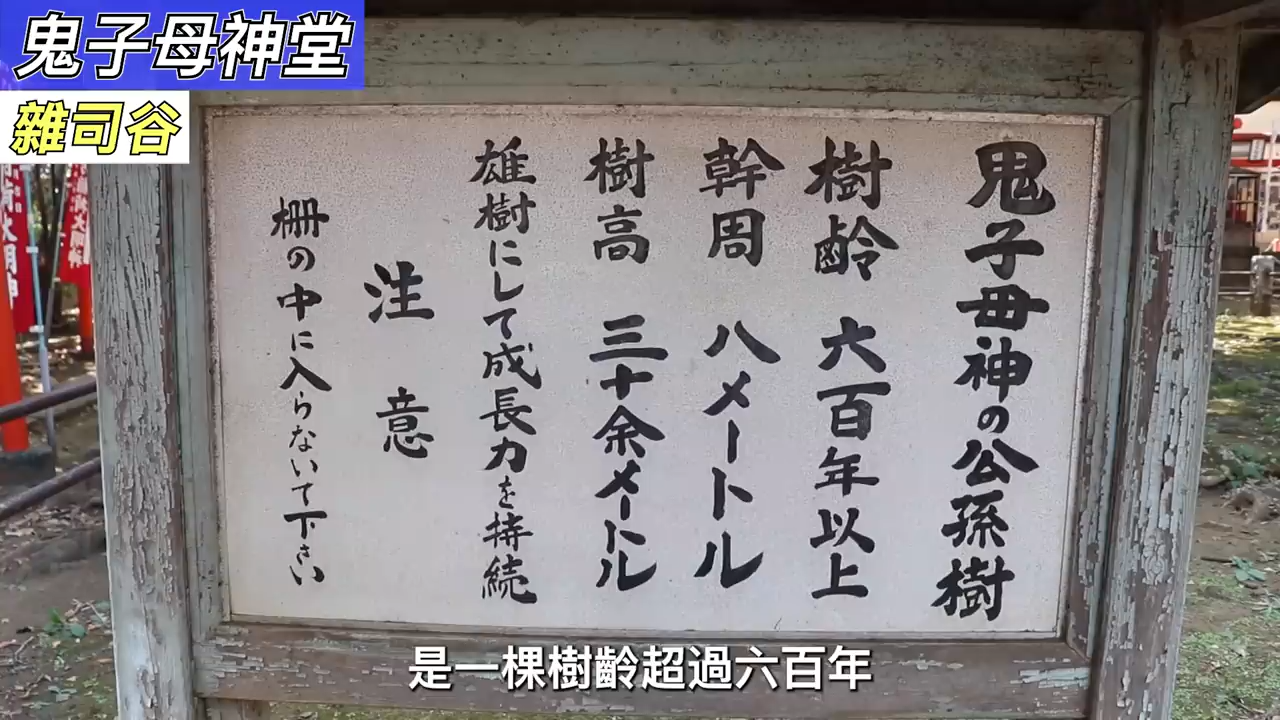 鬼子母神堂
雜司谷
鬼子母神の公孫樹
樹齢 六百年以上
幹周 八メートル
樹高 三十余メートル
雄樹にして成長力を持続
注意
柵の中に入らないで下さい
大明神
是一棵樹齡超過六百年